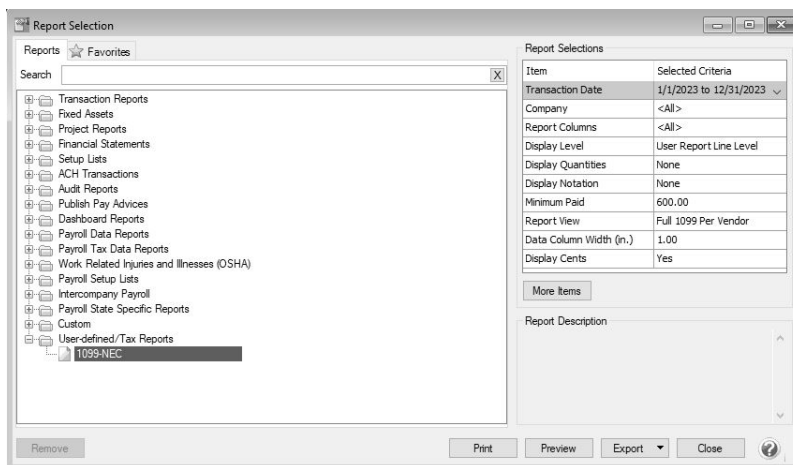 Report Selection
Reports Favorites
Search X
Transaction Reports
Fixed Assets
Project Reports
Financial Statements
Setup Lists
ACH Transactions
Audit Reports
Publish Pay Advices
Dashboard Reports
Payroll Data Reports
Payroll Tax Data Reports
Work Related Injuries and Illnesses (OSHA)
Payroll Setup Lists
Intercompany Payroll
Payroll State Specific Reports
Custom
User-defined/Tax Reports
1099-NEC
Report Selections
Item Selected Criteria
Transaction Date 1/1/2023 to 12/31/2023
Company <All>
Report Columns <All>
Display Level User Report Line Level
Display Quantities None
Display Notation None
Minimum Paid 600.00
Report View Full 1099 Per Vendor
Data Column Width (in.) 1.00
Display Cents Yes
More Items
Report Description
Remove Print Preview Export Close ?